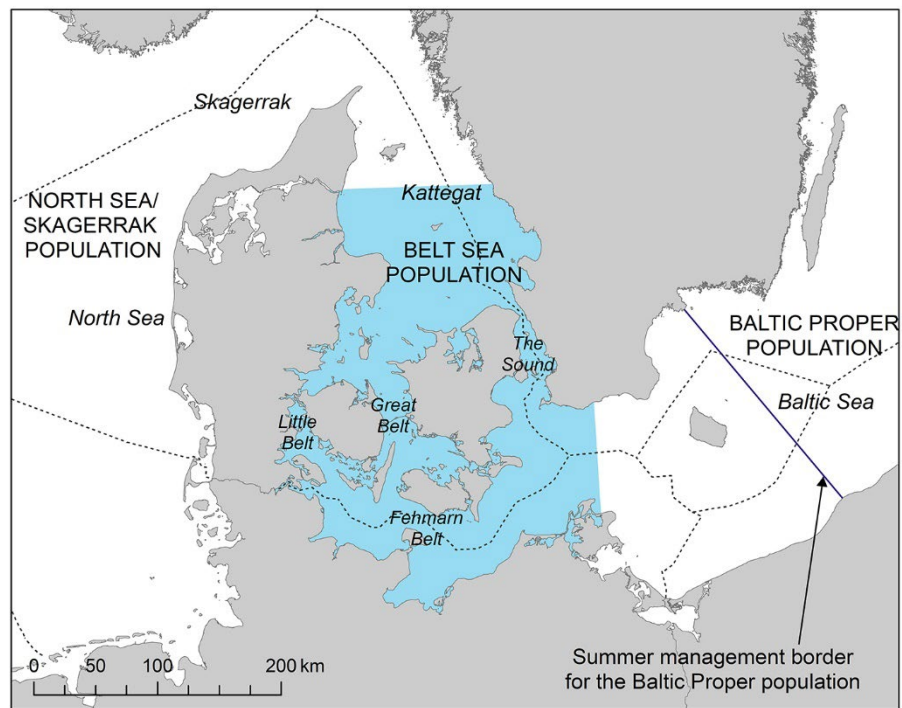 Skagerrak
NORTH SEA/
SKAGERRAK
POPULATION
Kattegat
BELT SEA
POPULATION
North Sea
The
Sound
BALTIC PROPER
POPULATION
Baltic Sea
Little
Belt
Great
Belt
Fehmarn
Belt
0 50 100 200 km
Summer management border
for the Baltic Proper population